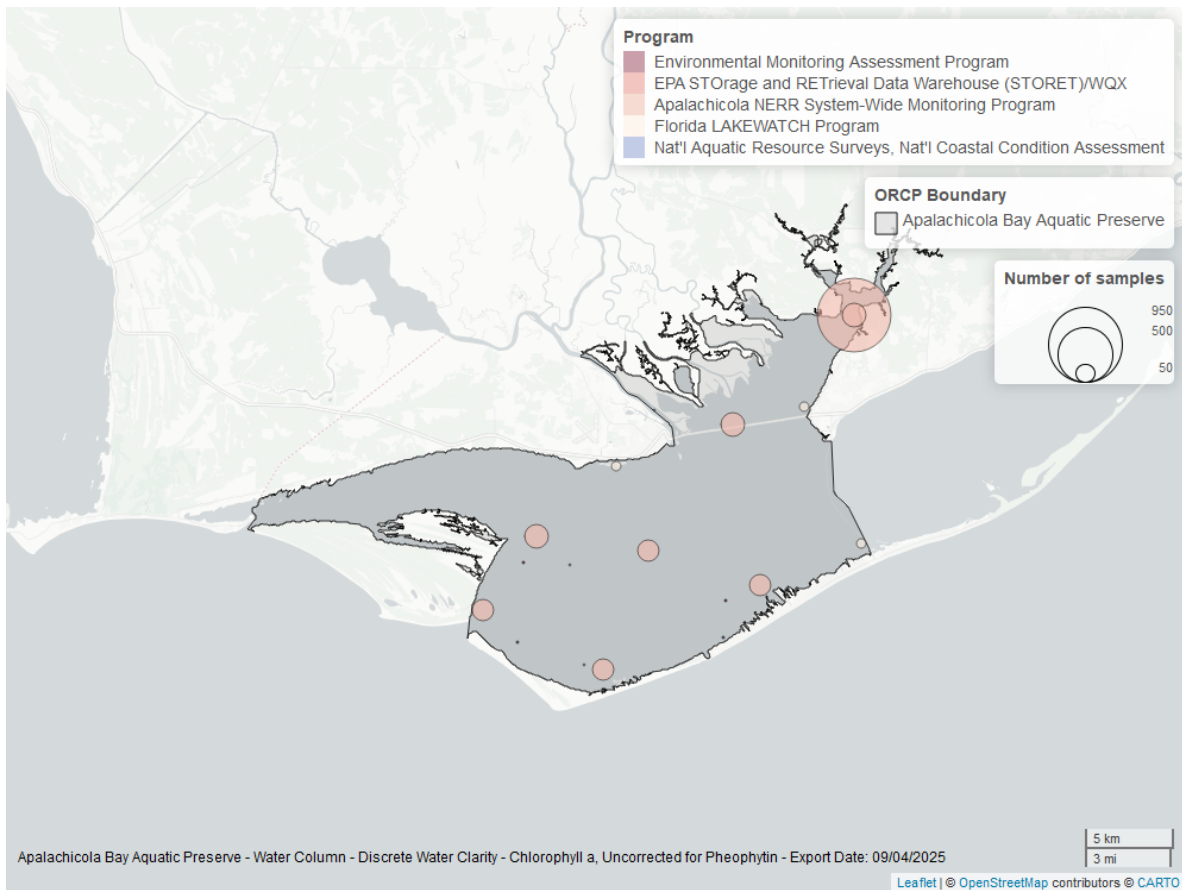 Program
Environmental Monitoring Assessment Program
EPA STOrage and RETrieval Data Warehouse (STORET)/WQX
Apalachicola NERR System-Wide Monitoring Program
Florida LAKEWATCH Program
Nat'l Aquatic Resource Surveys, Nat'l Coastal Condition Assessment
ORCP Boundary
Apalachicola Bay Aquatic Preserve
Number of samples
950
500
50
5 km
3 mi
Apalachicola Bay Aquatic Preserve - Water Column - Discrete Water Clarity - Chlorophyll a, Uncorrected for Pheophytin - Export Date: 09/04/2025
Leaflet | © OpenStreetMap contributors © CARTO